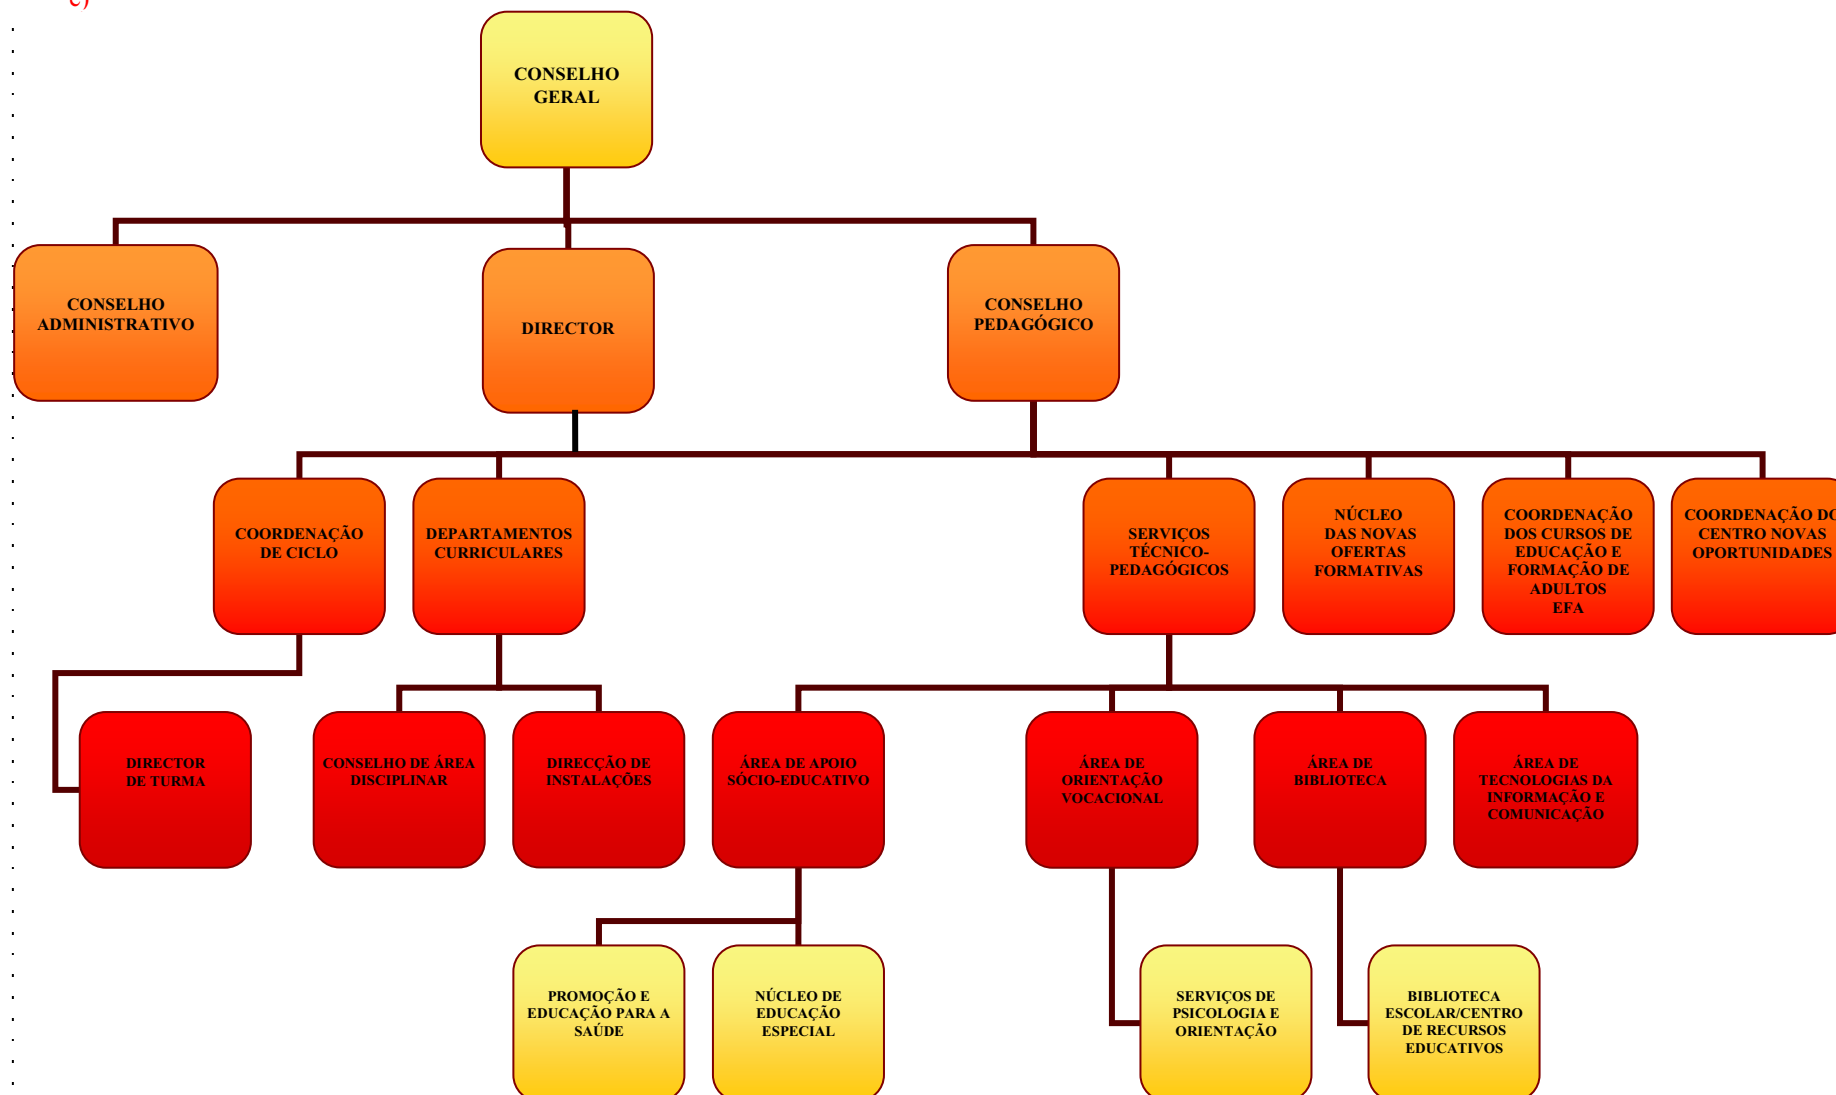 c)
CONSELHO
GERAL
CONSELHO
ADMINISTRATIVO
DIRECTOR
CONSELHO
PEDAGÓGICO
COORDENAÇÃO
DE CICLO
DEPARTAMENTOS
CURRICULARES
SERVIÇOS
TÉCNICO-
PEDAGÓGICOS
NÚCLEO
DAS NOVAS
OFERTAS
FORMATIVAS
COORDENAÇÃO
DOS CURSOS DE
EDUCAÇÃO E
FORMAÇÃO DE
ADULTOS
EFA
COORDENAÇÃO DO
CENTRO NOVAS
OPORTUNIDADES
DIRECTOR
DE TURMA
CONSELHO DE ÁREA
DISCIPLINAR
DIRECÇÃO DE
INSTALAÇÕES
ÁREA DE APOIO
SÓCIO-EDUCATIVO
ÁREA DE
ORIENTAÇÃO
VOCACIONAL
ÁREA DE
BIBLIOTECA
ÁREA DE
TECNOLOGIAS DA
INFORMAÇÃO E
COMUNICAÇÃO
PROMOÇÃO E
EDUCAÇÃO PARA A
SAÚDE
NÚCLEO DE
EDUCAÇÃO
ESPECIAL
SERVIÇOS DE
PSICOLOGIA E
ORIENTAÇÃO
BIBLIOTECA
ESCOLAR/CENTRO
DE RECURSOS
EDUCATIVOS